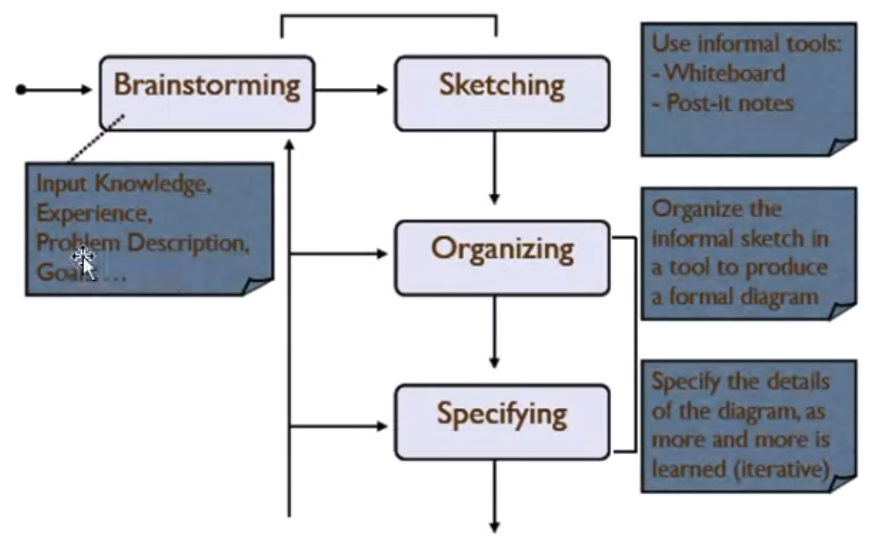 Brainstorming
Sketching
Use informal tools:
- Whiteboard
- Post-it notes
Input Knowledge,
Experience,
Problem Description,
Organizing
Organize the
informal sketch in
a tool to produce
a formal diagram
Specifying
Specify the details
of the diagram, as
more and more is
learned (iterative)